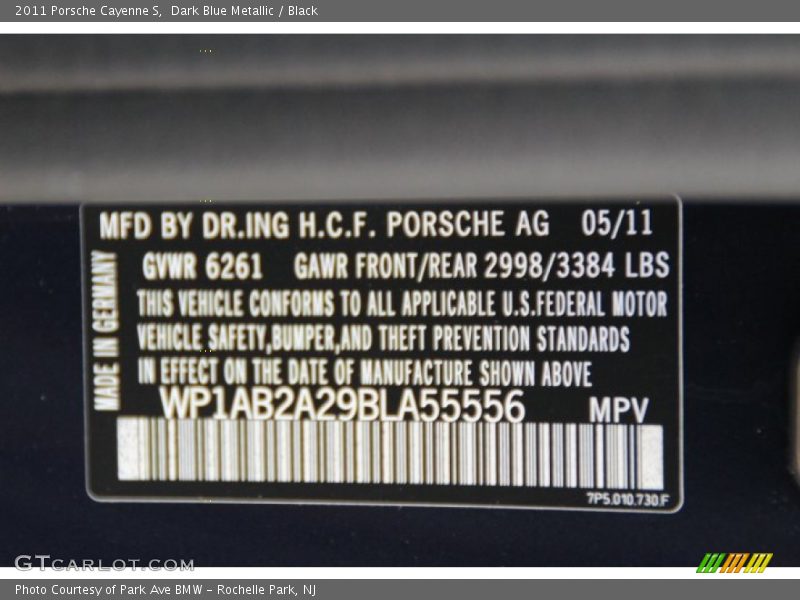 2011 Porsche Cayenne S,  Dark Blue Metallic / Black
MFD BY DR.ING H.C.F. PORSCHE AG 05/11
GVWR 6261 GAWR FRONT/REAR 2998/3384 LBS
THIS VEHICLE CONFORMS TO ALL APPLICABLE U.S.FEDERAL MOTOR
VEHICLE SAFETY,BUMPER,AND THEFT PREVENTION STANDARDS
IN EFFECT ON THE DATE OF MANUFACTURE SHOWN ABOVE
MADE IN GERMANY
WP1AB2A29BLA55556 MPV
7P5.010.730.F
GTCARLOT.COM
Photo Courtesy of Park Ave BMW - Rochelle Park, NJ